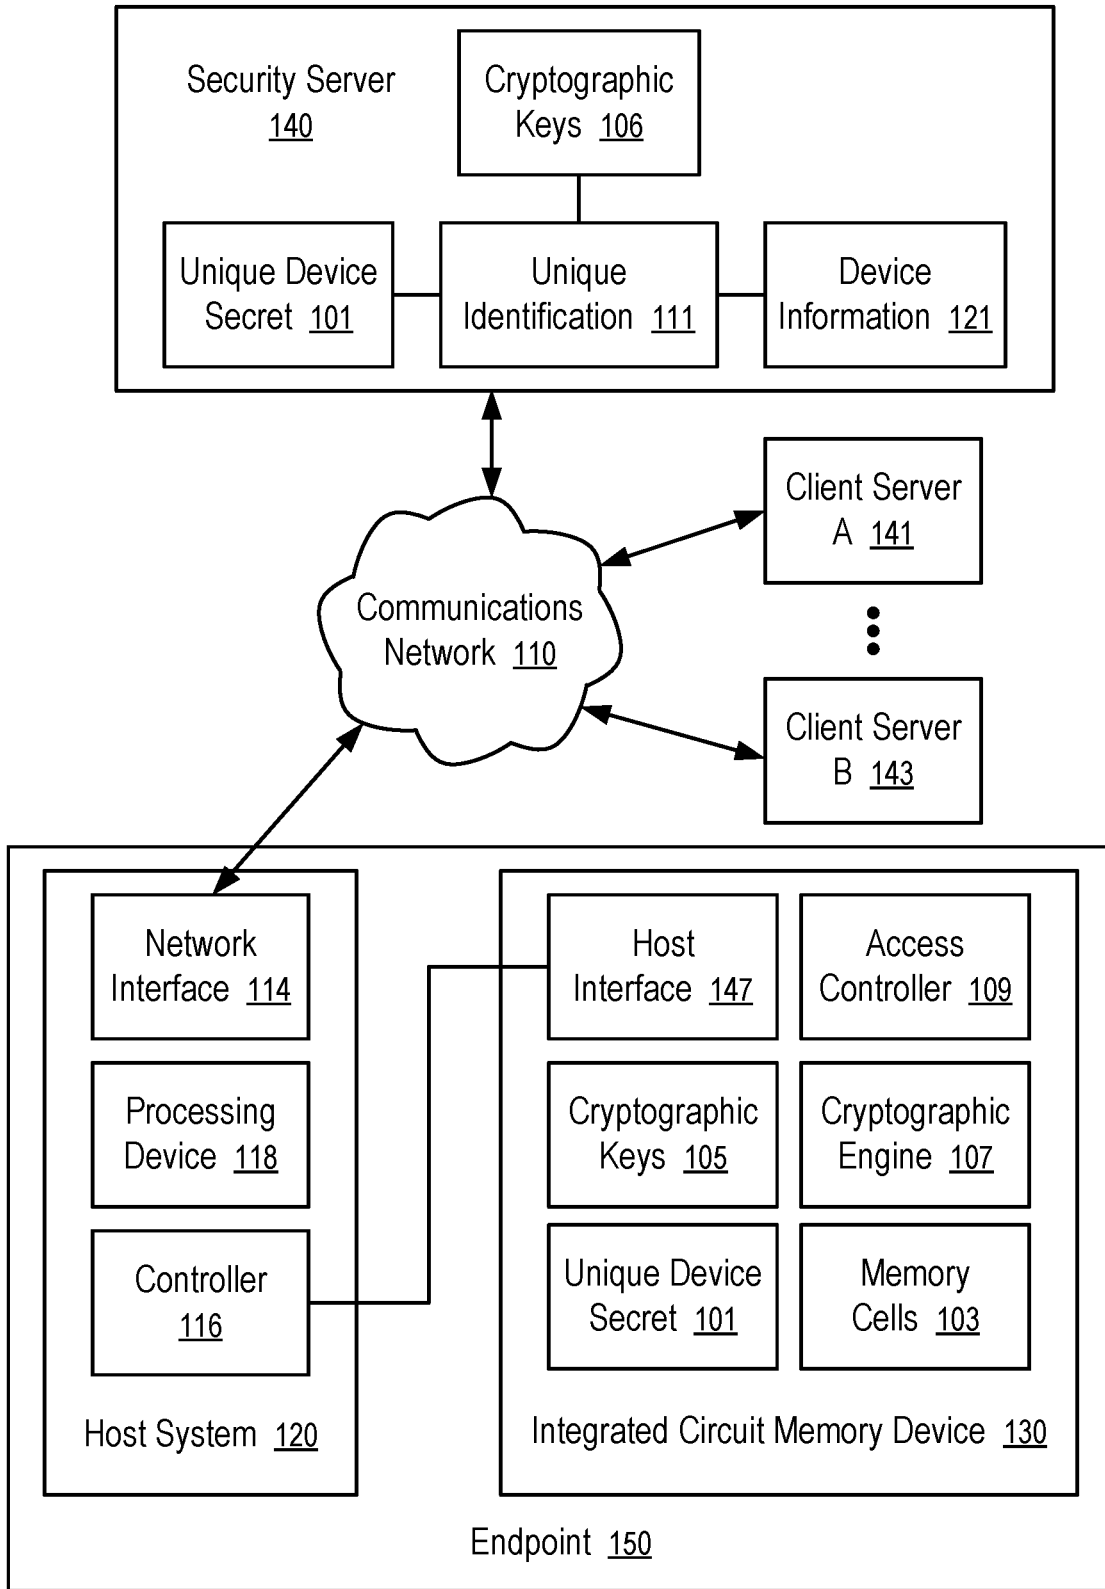 Security Server
140
Cryptographic
Keys 106
Unique Device
Secret 101
Unique
Identification 111
Device
Information 121
Client Server
A 141
Communications
Network 110
Client Server
B 143
Network
Interface 114
Host
Interface 147
Access
Controller 109
Processing
Device 118
Cryptographic
Keys 105
Cryptographic
Engine 107
Controller
116
Unique Device
Secret 101
Memory
Cells 103
Host System 120
Integrated Circuit Memory Device 130
Endpoint 150